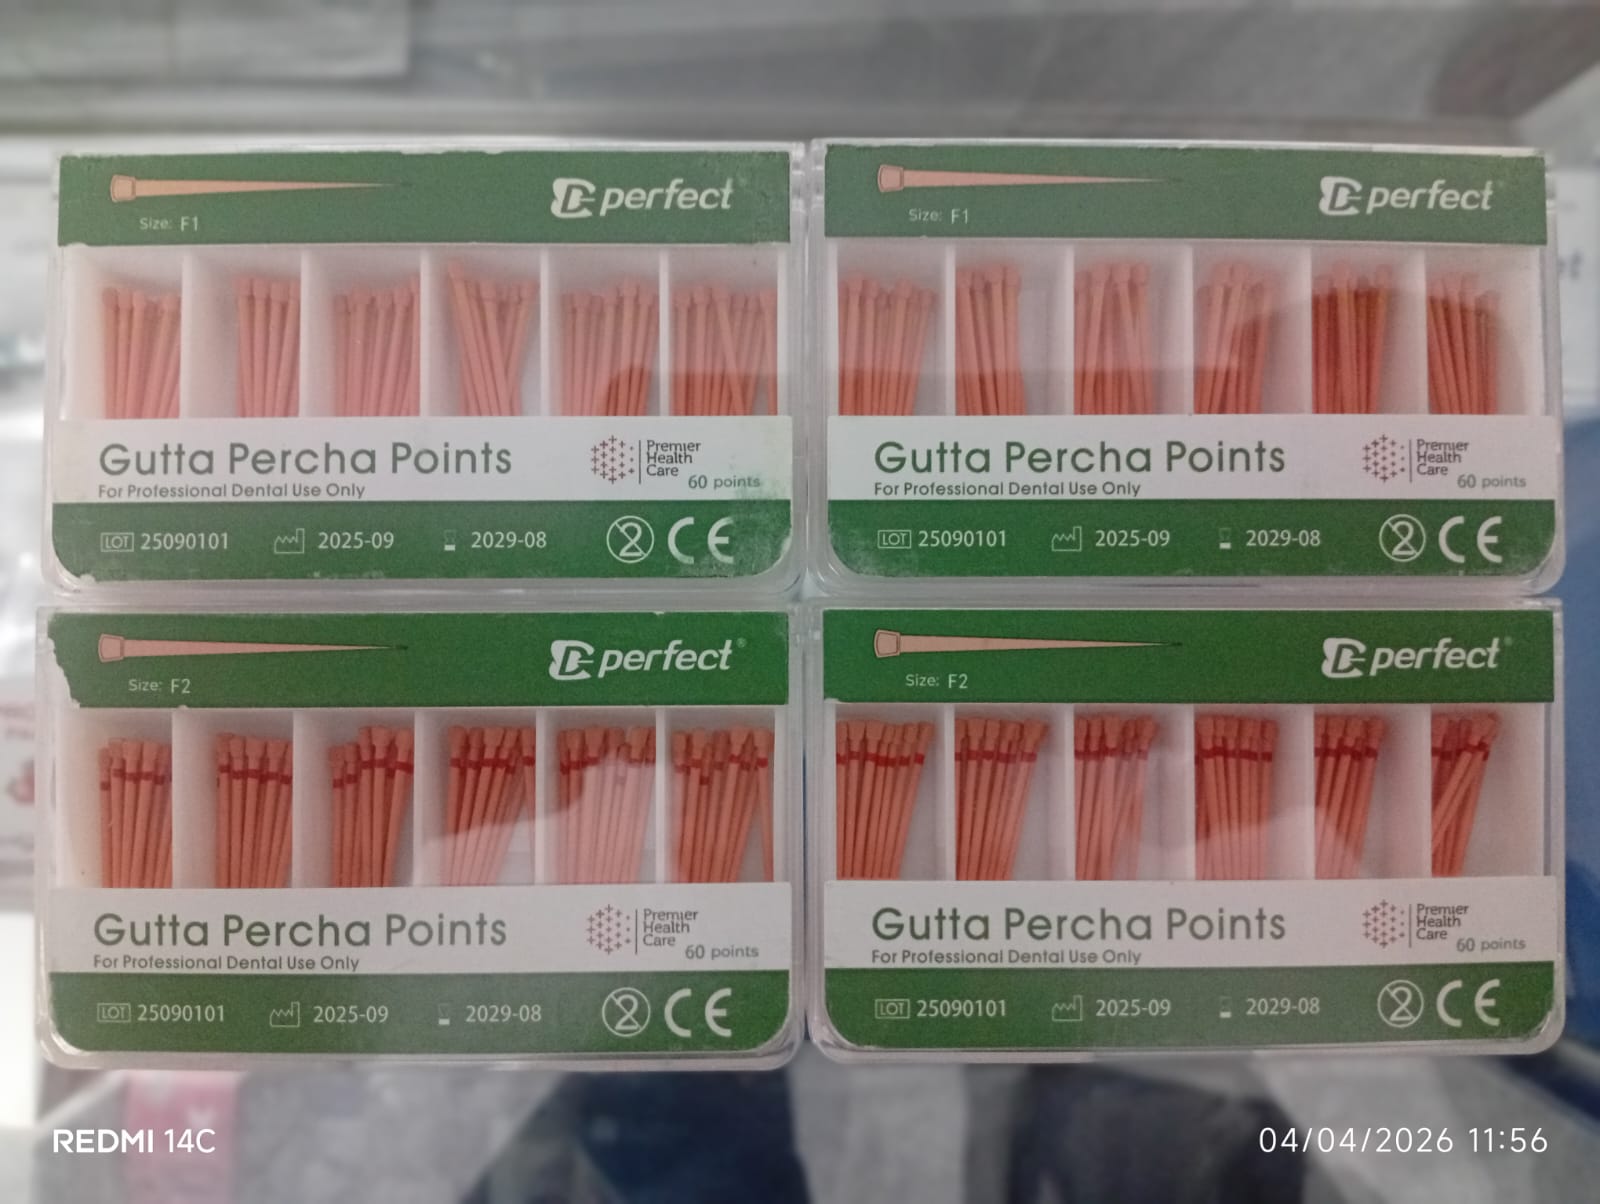 perfect
Size: F1
Gutta Percha Points
For Professional Dental Use Only
Premier
Health
Care
60 points
LOT 25090101 2025-09 2029-08 2 CE
perfect
Size: F1
Gutta Percha Points
For Professional Dental Use Only
Premier
Health
Care
60 points
LOT 25090101 2025-09 2029-08 2 CE
perfect®
Size: F2
Gutta Percha Points
For Professional Dental Use Only
Premier
Health
Care
60 points
LOT 25090101 2025-09 2029-08 2 CE
perfect®
Size: F2
Gutta Percha Points
For Professional Dental Use Only
Premier
Health
Care
60 points
LOT 25090101 2025-09 2029-08 2 CE
REDMI 14C
04/04/2026 11:56